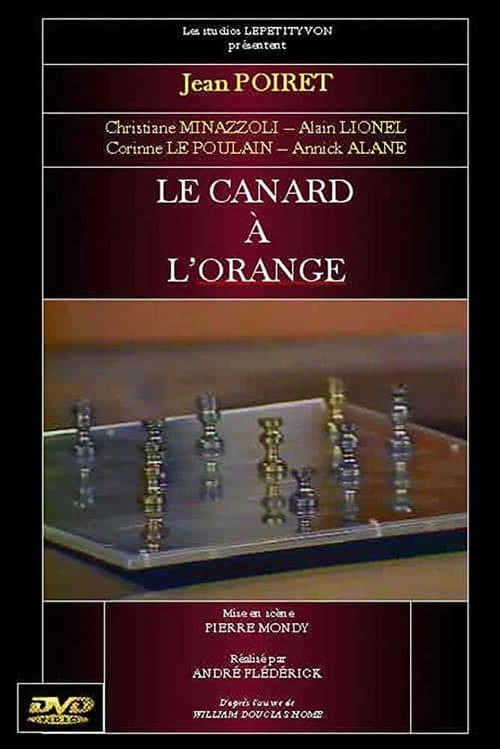 Les studios LEPETITYVON
présentent
Jean POIRET
Christiane MINAZZOLI – Alain LIONEL
Corinne LE POULAIN – Annick ALANE
LE CANARD
À
L'ORANGE
Mise en scène
PIERRE MONDY
Réalisé par
ANDRÉ FLÉDÉRICK
D'après l'œuvre de
WILLIAM DOUGLAS HOME
DVD
VIDEO